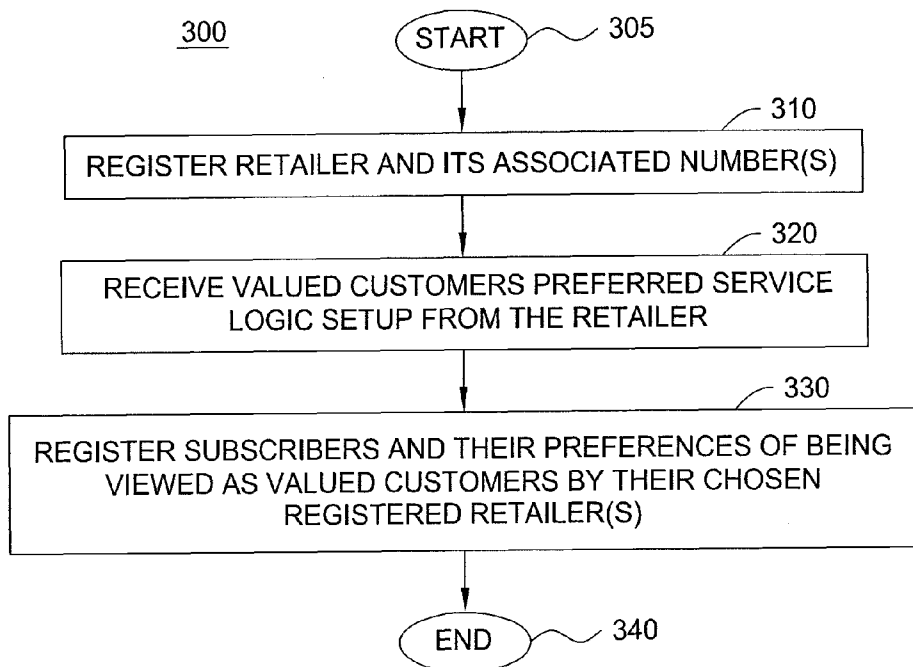 300
START
305
310
REGISTER RETAILER AND ITS ASSOCIATED NUMBER(S)
320
RECEIVE VALUED CUSTOMERS PREFERRED SERVICE
LOGIC SETUP FROM THE RETAILER
330
REGISTER SUBSCRIBERS AND THEIR PREFERENCES OF BEING
VIEWED AS VALUED CUSTOMERS BY THEIR CHOSEN
REGISTERED RETAILER(S)
END
340